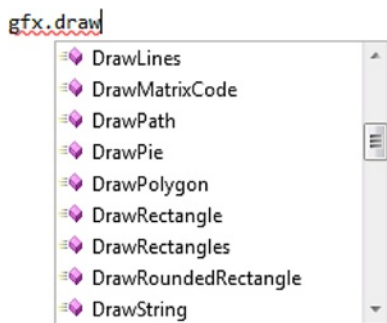 gfx.draw
DrawLines
DrawMatrixCode
DrawPath
DrawPie
DrawPolygon
DrawRectangle
DrawRectangles
DrawRoundedRectangle
DrawString